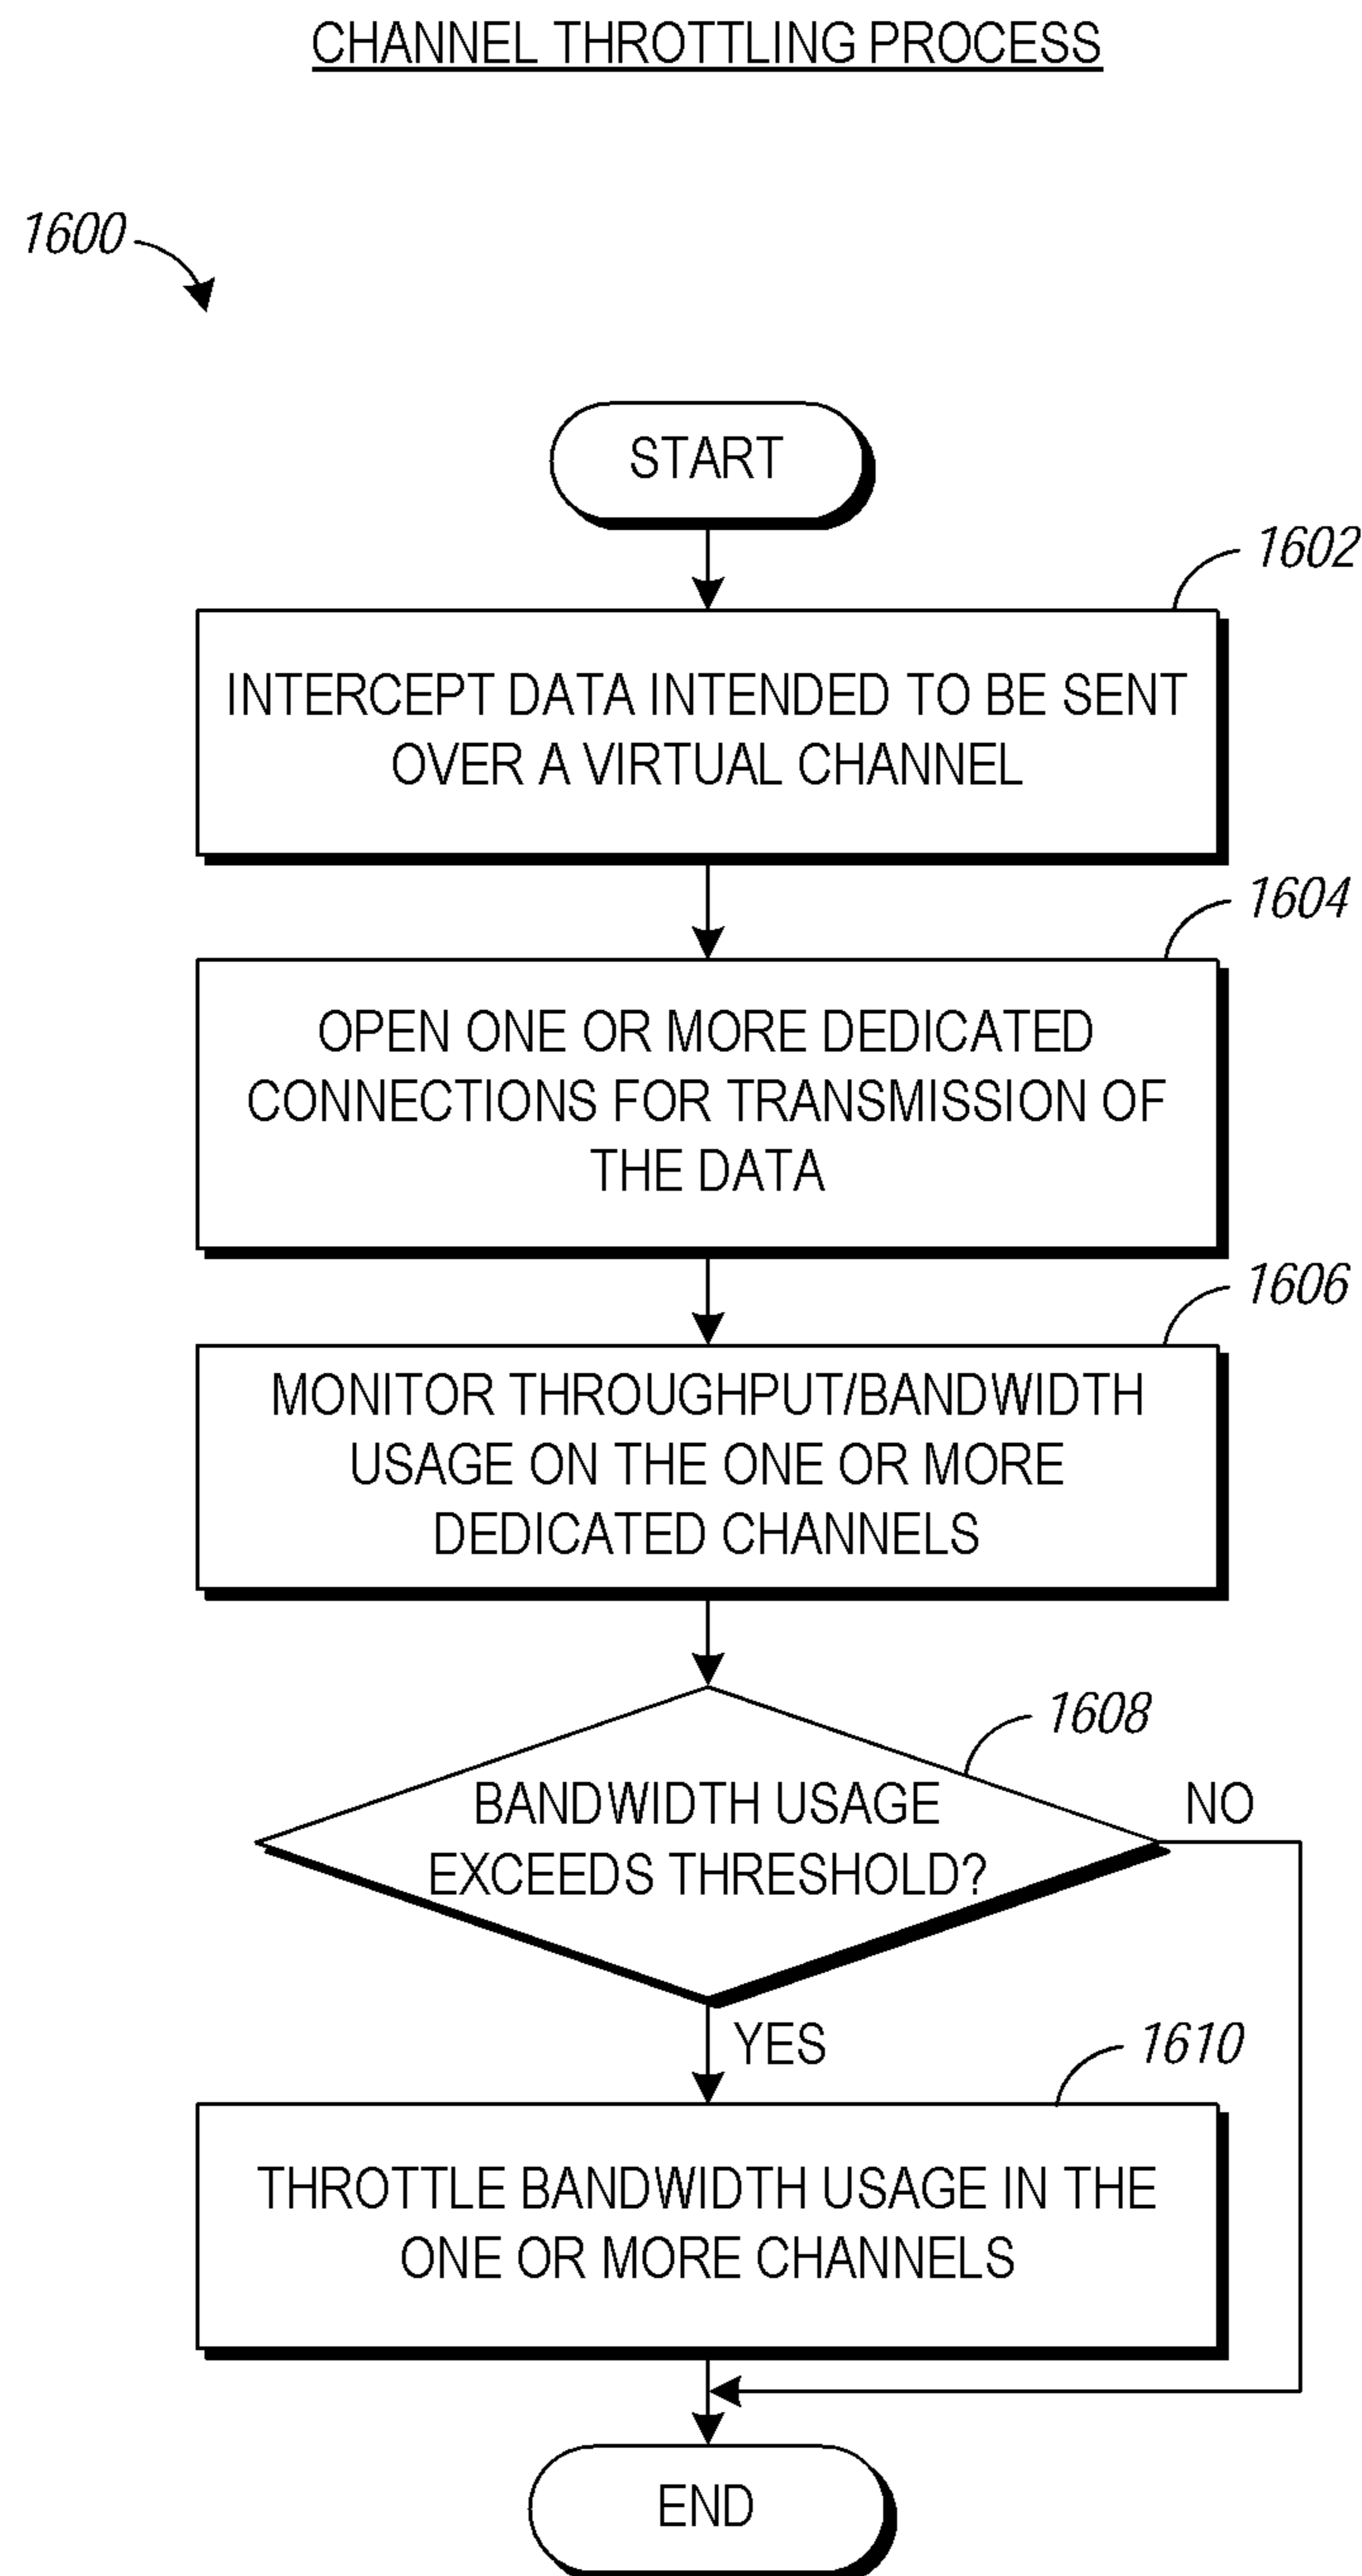 CHANNEL THROTTLING PROCESS
1600
START
1602
INTERCEPT DATA INTENDED TO BE SENT
OVER A VIRTUAL CHANNEL
1604
OPEN ONE OR MORE DEDICATED
CONNECTIONS FOR TRANSMISSION OF
THE DATA
1606
MONITOR THROUGHPUT/BANDWIDTH
USAGE ON THE ONE OR MORE
DEDICATED CHANNELS
1608
BANDWIDTH USAGE
EXCEEDS THRESHOLD?
NO
YES
1610
THROTTLE BANDWIDTH USAGE IN THE
ONE OR MORE CHANNELS
END